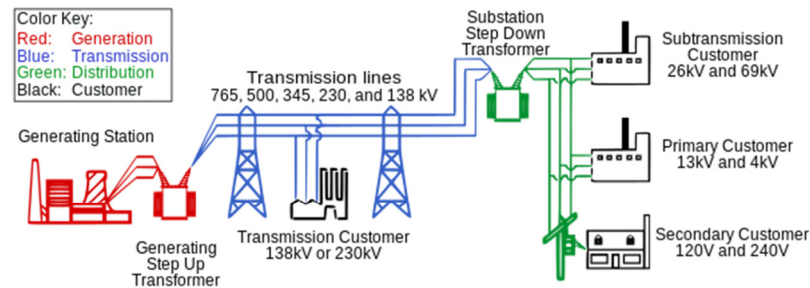 Color Key:
Red: Generation
Blue: Transmission
Green: Distribution
Black: Customer
Substation
Step Down
Transformer
Subtransmission
Customer
26kV and 69kV
Transmission lines
765, 500, 345, 230, and 138 kV
Generating Station
Primary Customer
13kV and 4kV
Transmission Customer
138kV or 230kV
Generating
Step Up
Transformer
Secondary Customer
120V and 240V